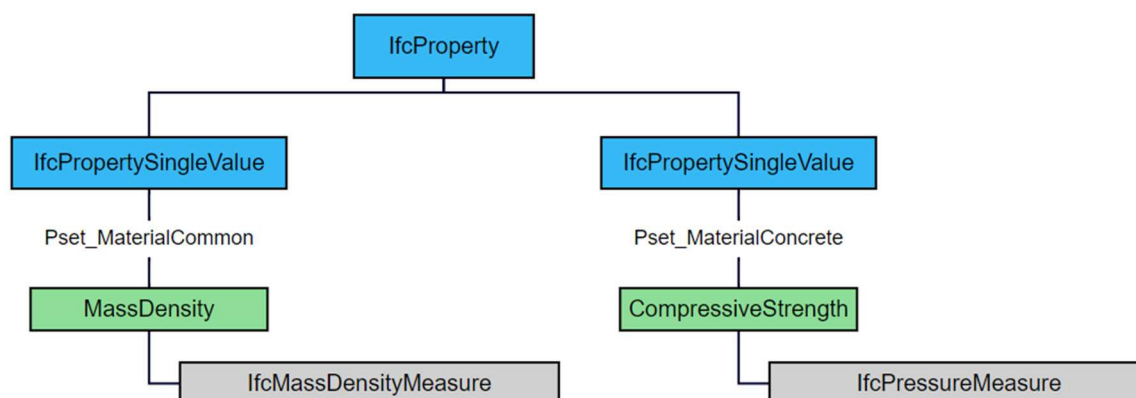 IfcProperty
IfcPropertySingleValue
IfcPropertySingleValue
Pset_MaterialCommon
Pset_MaterialConcrete
MassDensity
CompressiveStrength
IfcMassDensityMeasure
IfcPressureMeasure